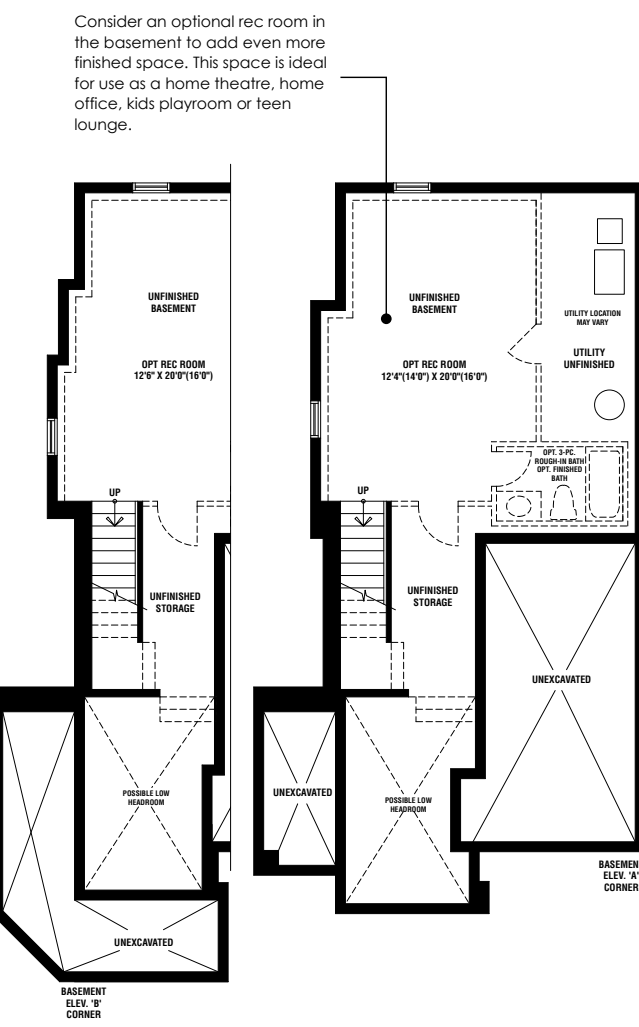 Consider an optional rec room in
the basement to add even more
finished space. This space is ideal
for use as a home theatre, home
office, kids playroom or teen
lounge.
UNFINISHED
BASEMENT
OPT REC ROOM
12'6" X 20'0"(16'0")
UP
UNFINISHED
STORAGE
POSSIBLE LOW
HEADROOM
UNEXCAVATED
BASEMENT
ELEV. 'B'
CORNER
UNFINISHED
BASEMENT
OPT REC ROOM
12'4"(14'0") X 20'0"(16'0")
UTILITY LOCATION
MAY VARY
UTILITY
UNFINISHED
OPT. 3-PC.
ROUGH-IN BATH
OPT. FINISHED
BATH
UP
UNFINISHED
STORAGE
UNEXCAVATED
UNEXCAVATED
POSSIBLE LOW
HEADROOM
BASEMEN
ELEV. 'A'
CORNER